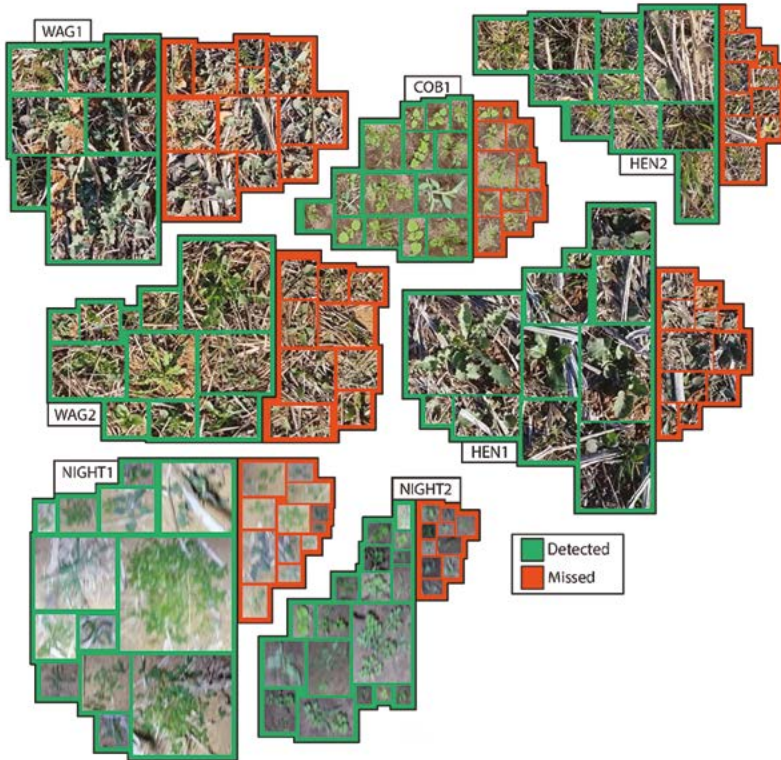 WAG1
COB1
HEN2
WAG2
HEN1
NIGHT1
NIGHT2
Detected
Missed